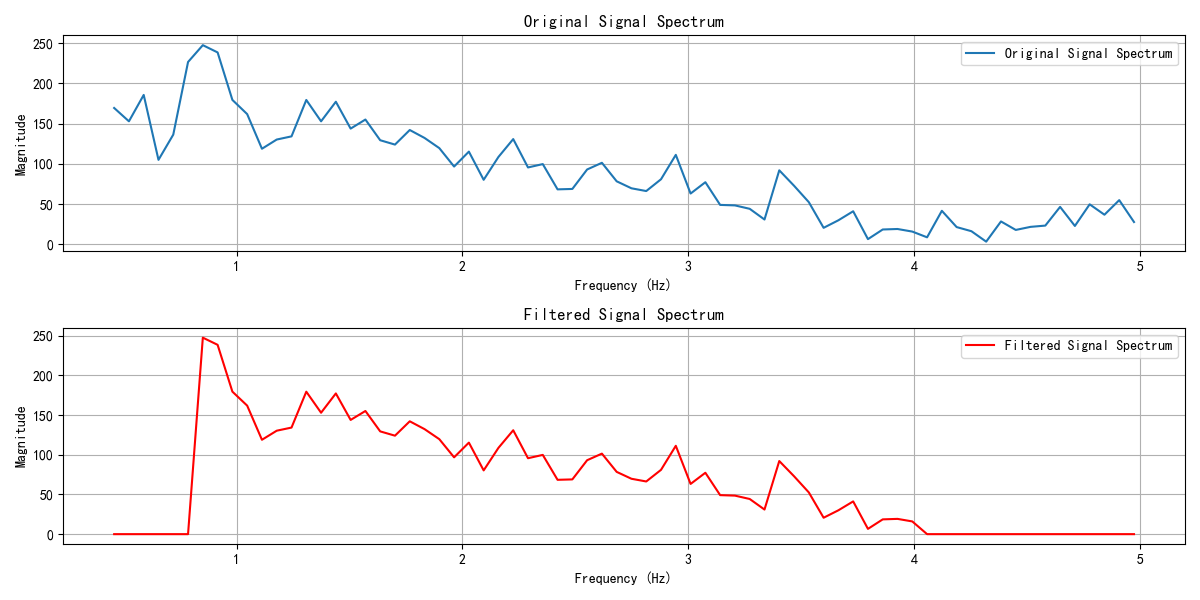 Original Signal Spectrum
250
200
150
100
50
0
Magnitude
Original Signal Spectrum
1
2
3
4
5
Frequency (Hz)
Filtered Signal Spectrum
250
200
150
100
50
0
Magnitude
Filtered Signal Spectrum
1
2
3
4
5
Frequency (Hz)